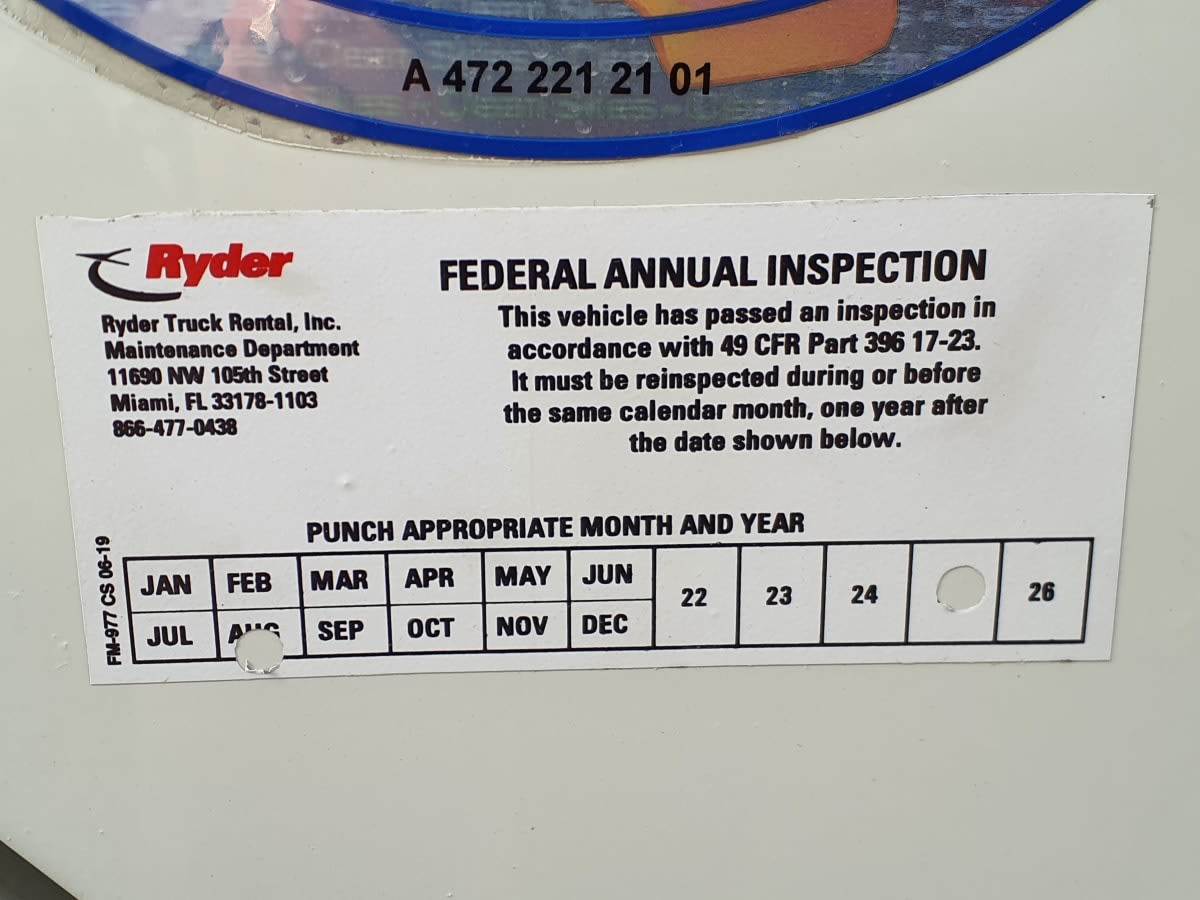 A 472 221 21 01
Ryder
Ryder Truck Rental, Inc.
Maintenance Department
11690 NW 105th Street
Miami, FL 33178-1103
866-477-0438
FEDERAL ANNUAL INSPECTION
This vehicle has passed an inspection in
accordance with 49 CFR Part 396 17-23.
It must be reinspected during or before
the same calendar month, one year after
the date shown below.
PUNCH APPROPRIATE MONTH AND YEAR
FM-977 CS 06-19
JAN FEB MAR APR MAY JUN
JUL AUG SEP OCT NOV DEC
22 23 24 26